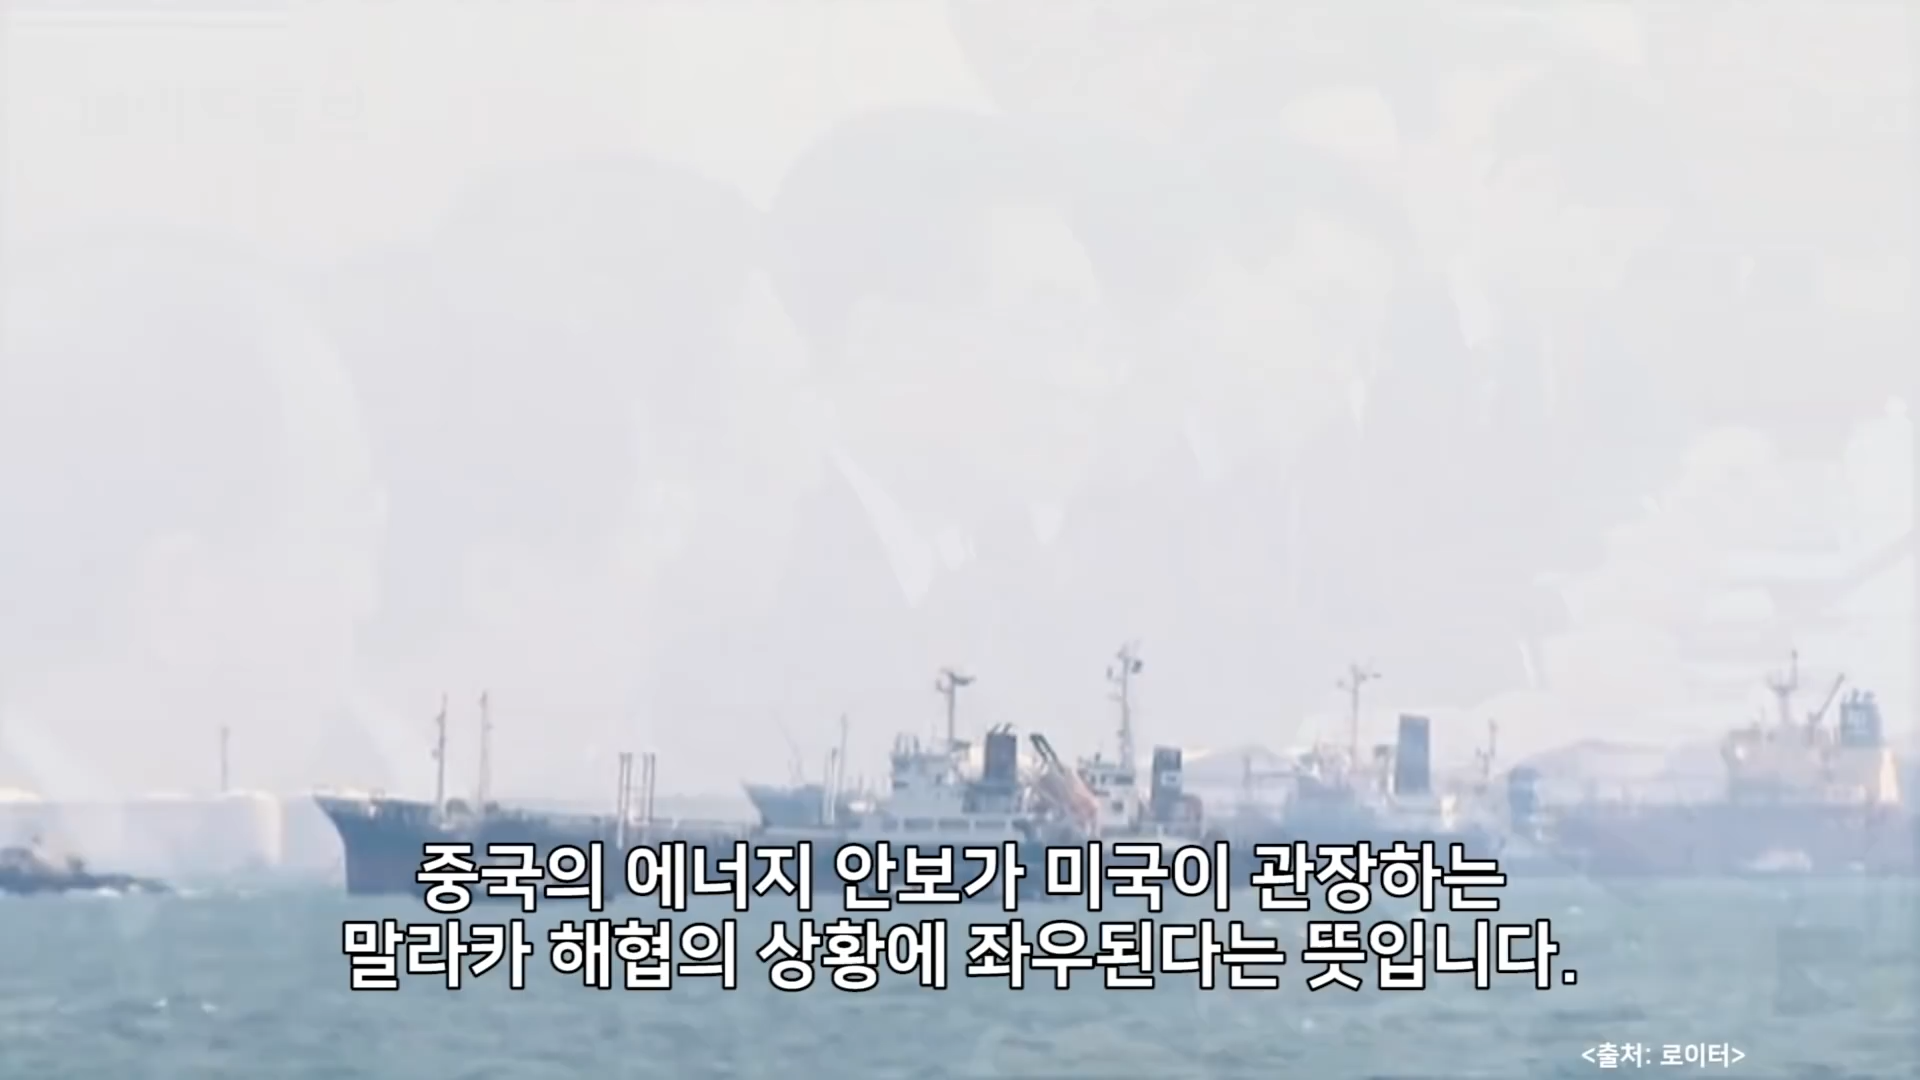 중국의 에너지 안보가 미국이 관장하는
말라카 해협의 상황에 좌우된다는 뜻입니다.
<출처: 로이터>